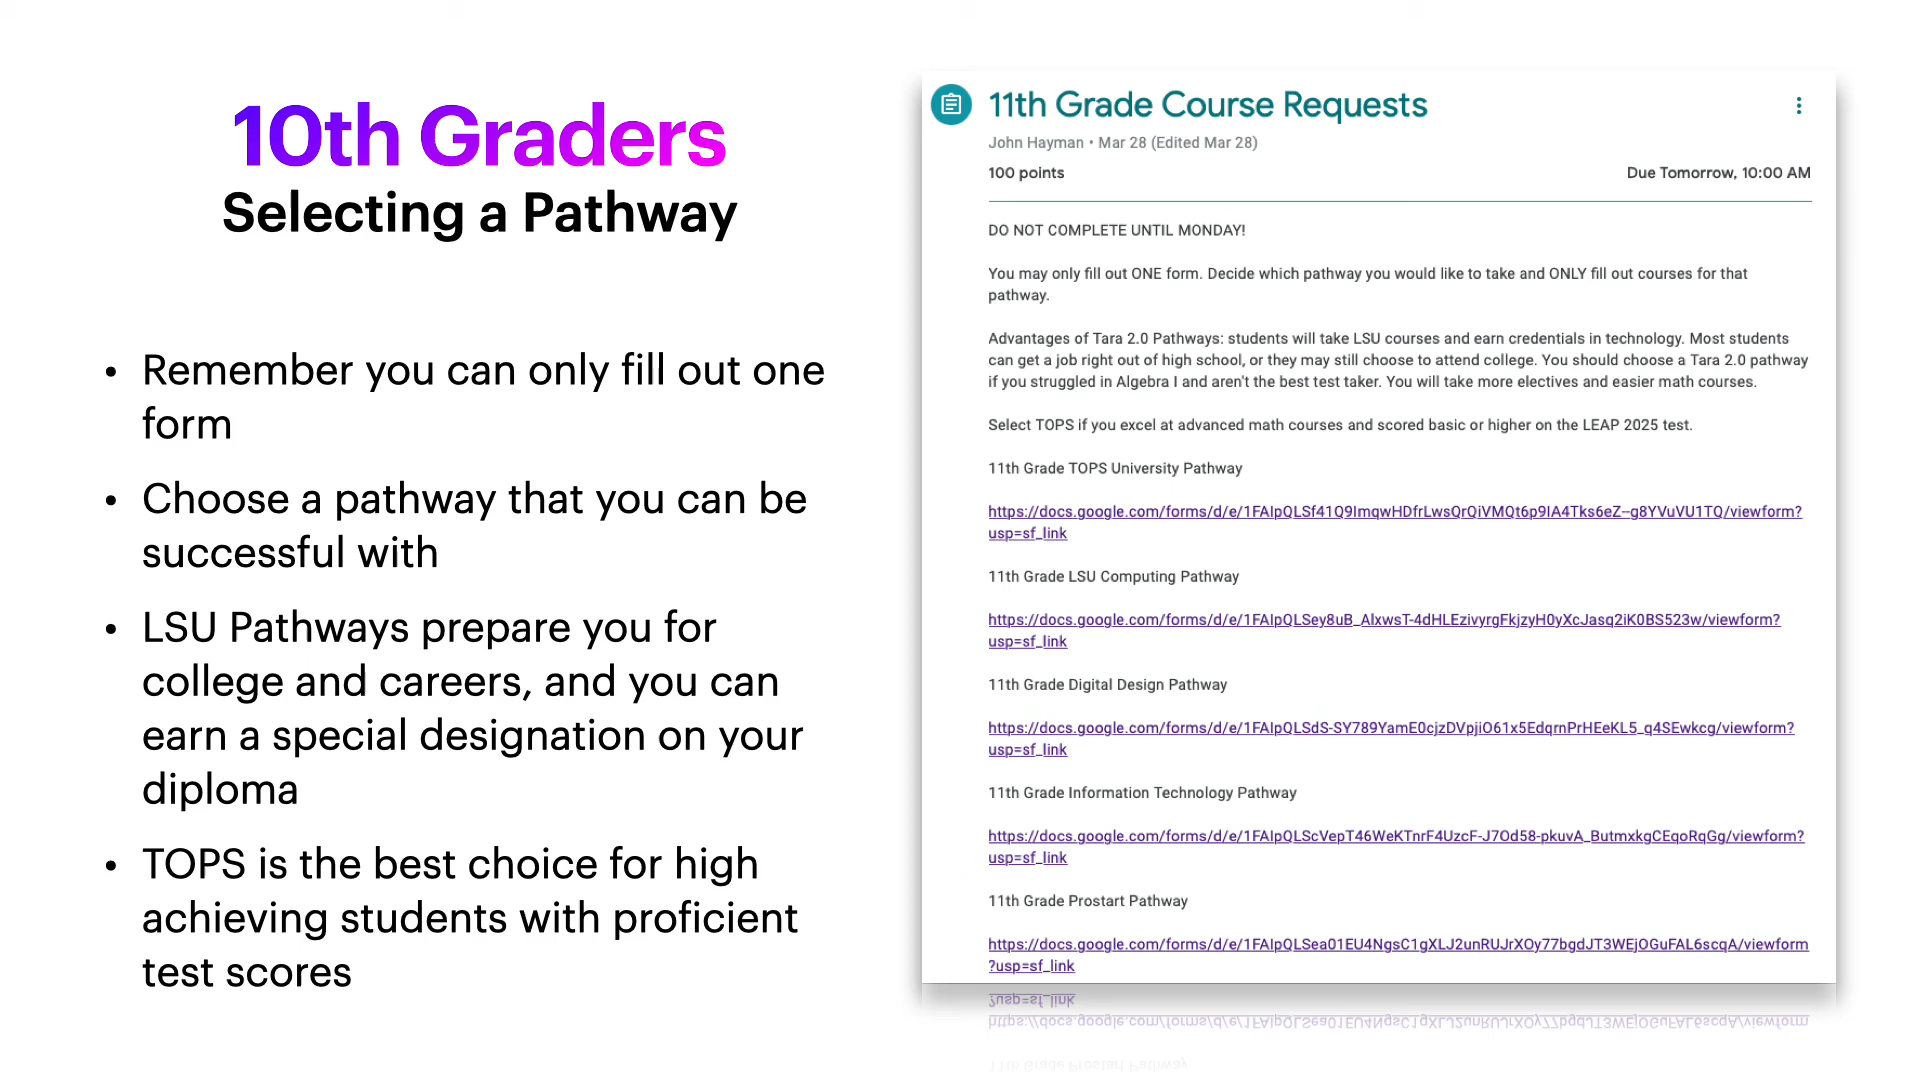 10th Graders
Selecting a Pathway
• Remember you can only fill out one
form
• Choose a pathway that you can be
successful with
• LSU Pathways prepare you for
college and careers, and you can
earn a special designation on your
diploma
• TOPS is the best choice for high
achieving students with proficient
test scores
11th Grade Course Requests
John Hayman • Mar 28 (Edited Mar 28)
100 points
Due Tomorrow, 10:00 AM
DO NOT COMPLETE UNTIL MONDAY!
You may only fill out ONE form. Decide which pathway you would like to take and ONLY fill out courses for that
pathway.
Advantages of Tara 2.0 Pathways: students will take LSU courses and earn credentials in technology. Most students
can get a job right out of high school, or they may still choose to attend college. You should choose a Tara 2.0 pathway
if you struggled in Algebra I and aren't the best test taker. You will take more electives and easier math courses.
Select TOPS if you excel at advanced math courses and scored basic or higher on the LEAP 2025 test.
11th Grade TOPS University Pathway
https://docs.google.com/forms/d/e/1FAIpQLSf41Q9ImqwHDfrLwsQrQiVMQt6p9IA4Tks6eZ--g8YVuVU1TQ/viewform?
usp=sf_link
11th Grade LSU Computing Pathway
https://docs.google.com/forms/d/e/1FAIpQLSey8uB_AlxwsT-4dHLEzivyrgFkjzyH0yXcJasq2iK0BS523w/viewform?
usp=sf_link
11th Grade Digital Design Pathway
https://docs.google.com/forms/d/e/1FAIpQLSdS-SY789YamE0cjzDVpjiO61x5EdqrnPrHEeKL5_q4SEwkcg/viewform?
usp=sf_link
11th Grade Information Technology Pathway
https://docs.google.com/forms/d/e/1FAIpQLScVepT46WeKTnrF4UzcF-J7Od58-pkuvA_ButmxkgCEqoRqGg/viewform?
usp=sf_link
11th Grade Prostart Pathway
https://docs.google.com/forms/d/e/1FAIpQLSea01EU4NgsC1gXLJ2unRUJrXOy77bgdJT3WEjOGuFAL6scqA/viewform
?usp=sf_link